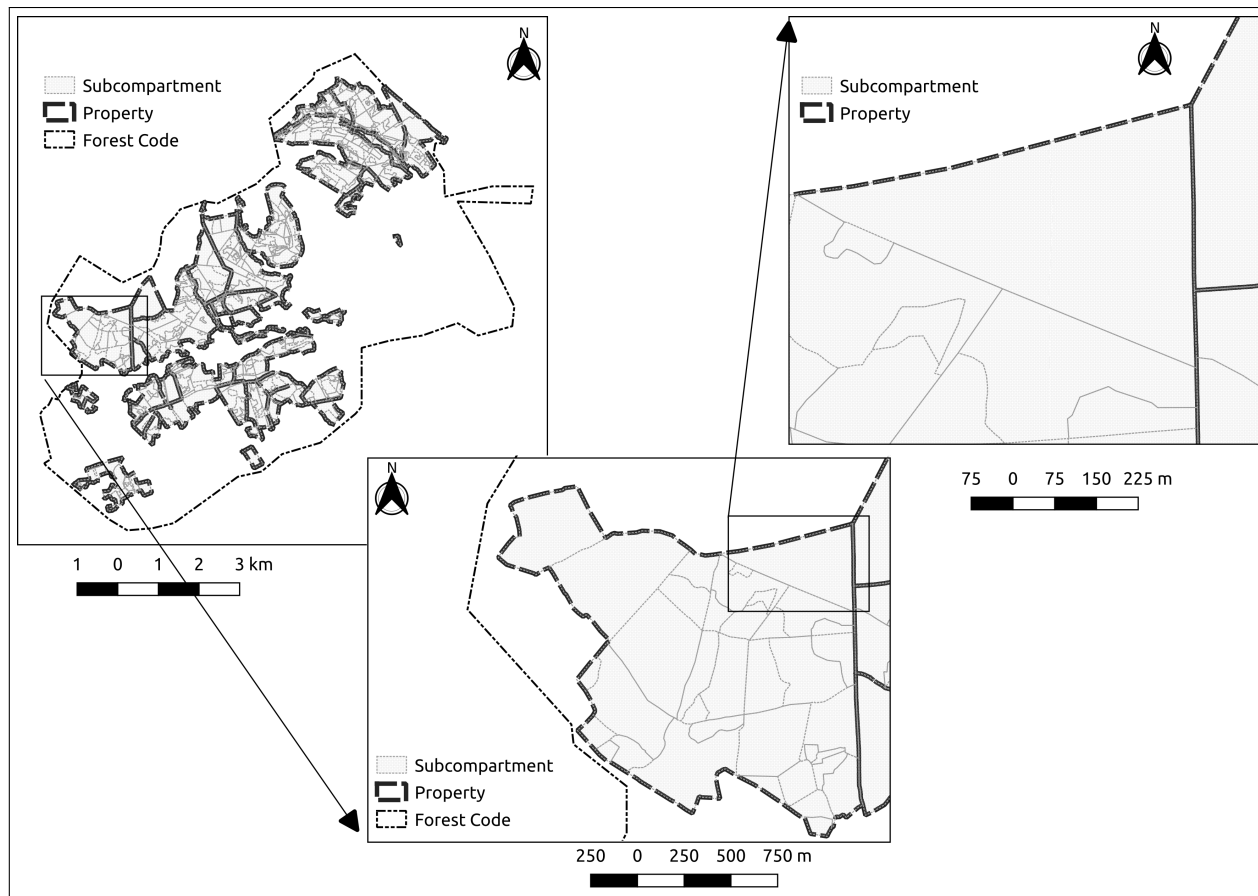 N
Subcompartment
Property
Forest Code
1 0 1 2 3 km
N
Subcompartment
Property
75 0 75 150 225 m
N
Subcompartment
Property
Forest Code
250 0 250 500 750 m